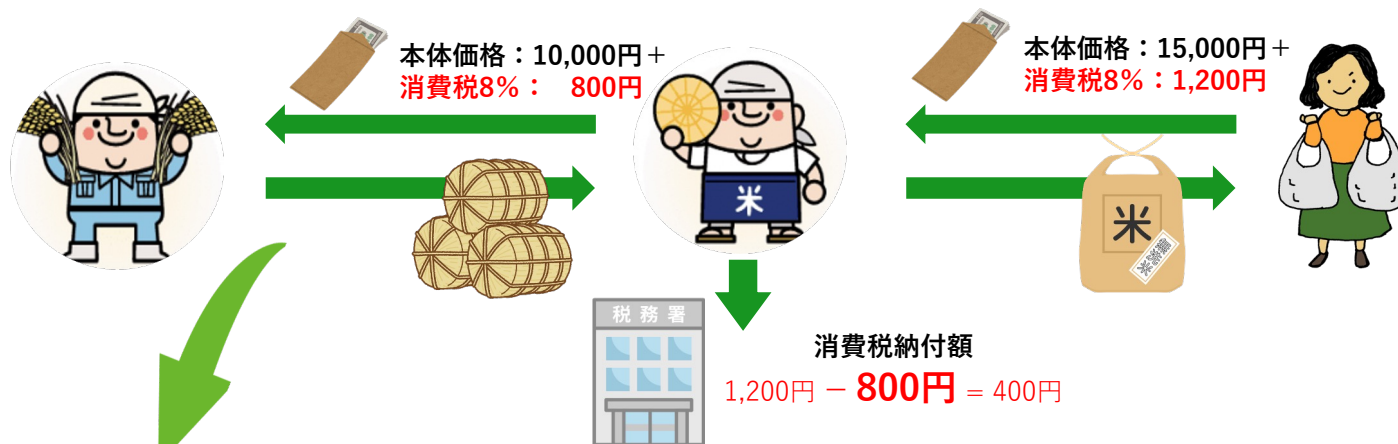 本体価格：10,000円＋
消費税8％： 800円
本体価格：15,000円＋
消費税8％：1,200円
米
米
税務署
消費税納付額
1,200円 － 800円 = 400円